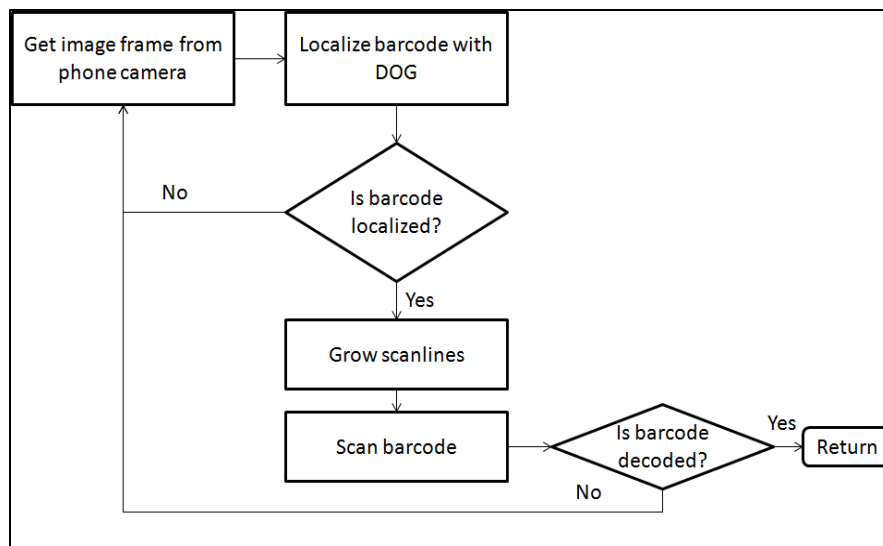 Get image frame from
phone camera
Localize barcode with
DOG
No
Is barcode
localized?
Yes
Grow scanlines
Scan barcode
Is barcode
decoded?
Yes
Return
No